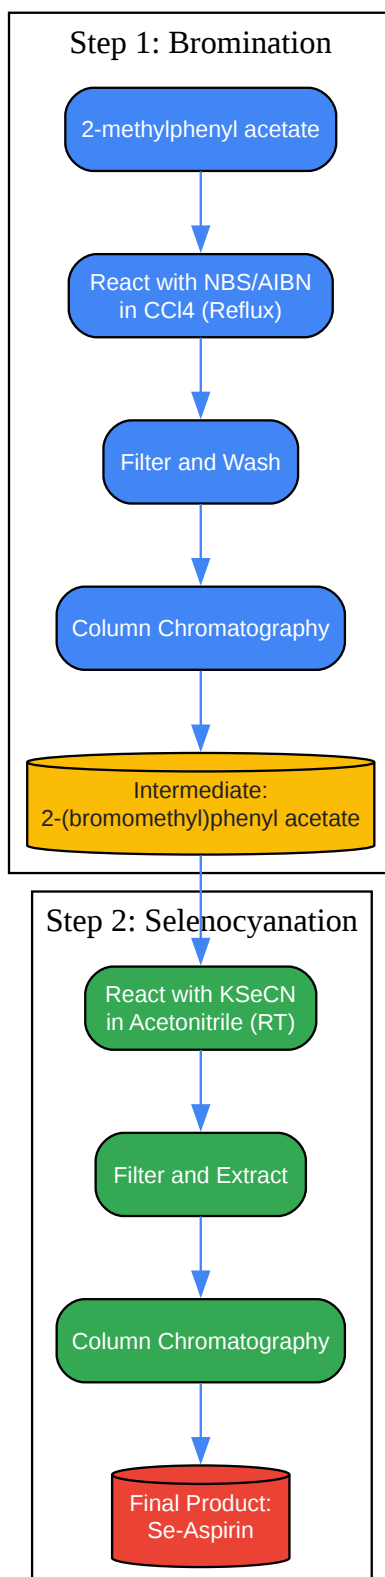 Step 1: Bromination
2-methylphenyl acetate
React with NBS/AIBN
in CCl4 (Reflux)
Filter and Wash
Column Chromatography
Intermediate:
2-(bromomethyl)phenyl acetate
Step 2: Selenocyanation
React with KSeCN
in Acetonitrile (RT)
Filter and Extract
Column Chromatography
Final Product:
Se-Aspirin